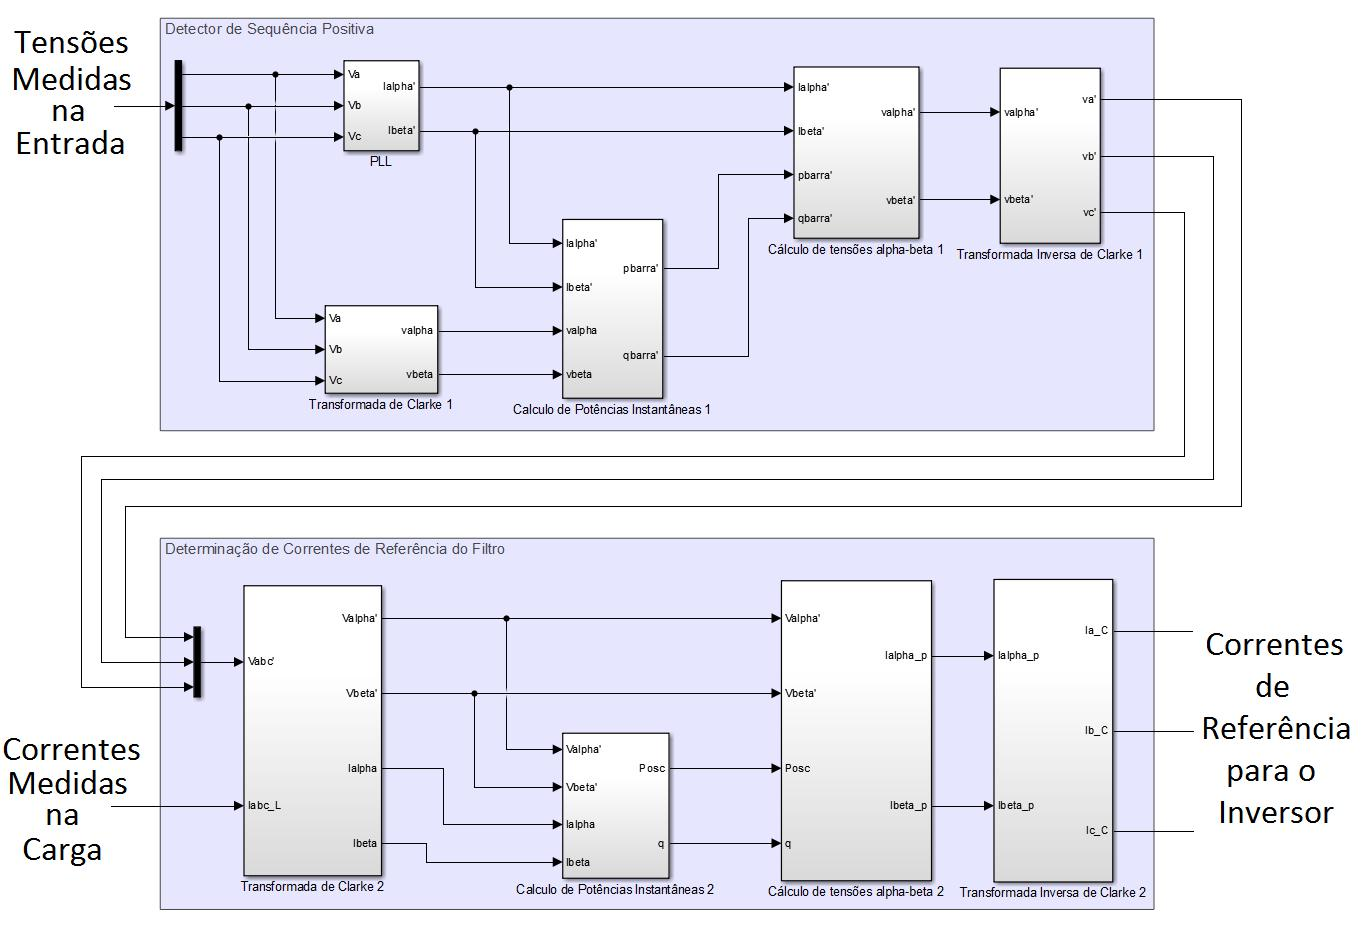 Tensões
Medidas
na
Entrada
Detector de Sequência Positiva
Va
Vb
Vc
Ialpha'
Ibeta'
PLL
Va
Vb
Vc
valpha
vbeta
Transformada de Clarke 1
Ialpha'
Ibeta'
valpha
vbeta
pbarra'
qbarra'
Calculo de Potências Instantâneas 1
Ialpha'
Ibeta'
pbarra'
qbarra'
valpha'
vbeta'
Cálculo de tensões alpha-beta 1
valpha'
vbeta'
va'
vb'
vc'
Transformada Inversa de Clarke 1
Determinação de Correntes de Referência do Filtro
Correntes
Medidas
na
Carga
Vabc'
Iabc_L
Valpha'
Vbeta'
Ialpha
Ibeta
Transformada de Clarke 2
Valpha'
Vbeta'
Ialpha
Ibeta
Posc
q
Calculo de Potências Instantâneas 2
Valpha'
Vbeta'
Posc
q
Ialpha_p
Ibeta_p
Cálculo de tensões alpha-beta 2
Ialpha_p
Ibeta_p
Ia_C
Ib_C
Ic_C
Transformada Inversa de Clarke 2
Correntes
de
Referência
para o
Inversor